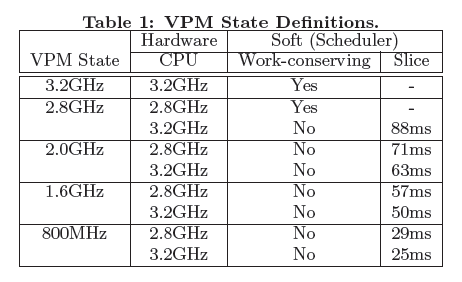 Table 1: VPM State Definitions.
Hardware Soft (Scheduler)
VPM State CPU Work-conserving Slice
3.2GHz 3.2GHz Yes -
2.8GHz 2.8GHz Yes -
3.2GHz No 88ms
2.0GHz 2.8GHz No 71ms
3.2GHz No 63ms
1.6GHz 2.8GHz No 57ms
3.2GHz No 50ms
800MHz 2.8GHz No 29ms
3.2GHz No 25ms